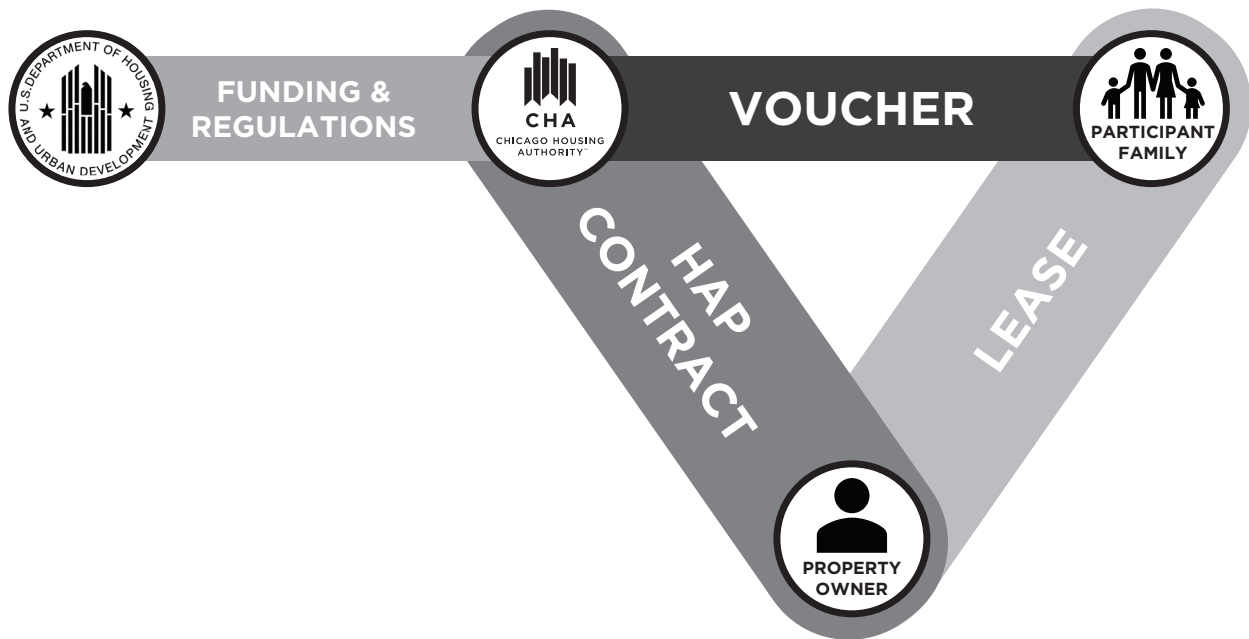 U.S. DEPARTMENT OF HOUSING
AND URBAN DEVELOPMENT
FUNDING &
REGULATIONS
CHA
CHICAGO HOUSING
AUTHORITY™
VOUCHER
PARTICIPANT
FAMILY
HAP
CONTRACT
LEASE
PROPERTY
OWNER